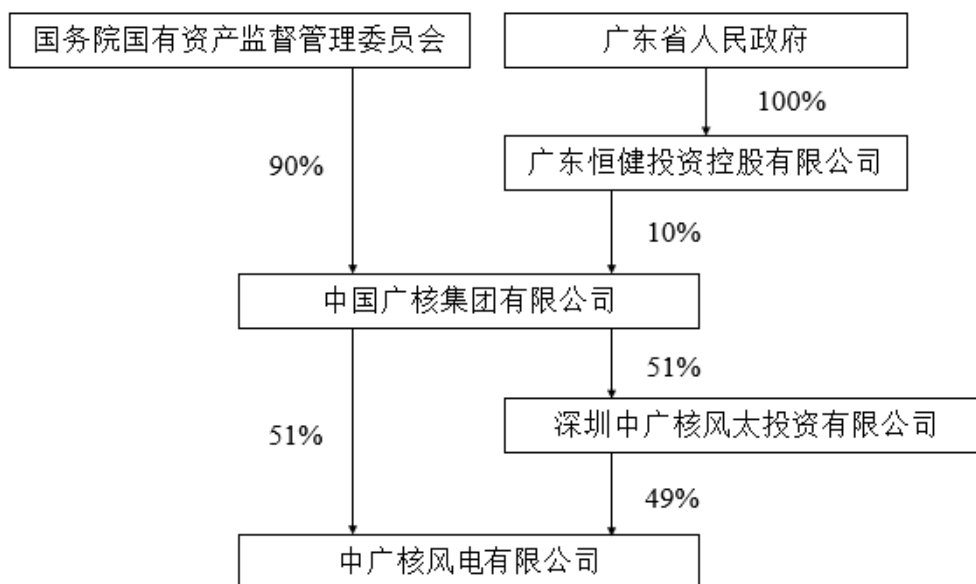 国务院国有资产监督管理委员会
广东省人民政府
100%
90%
广东恒健投资控股有限公司
10%
中国广核集团有限公司
51%
51%
深圳中广核风太投资有限公司
49%
中广核风电有限公司